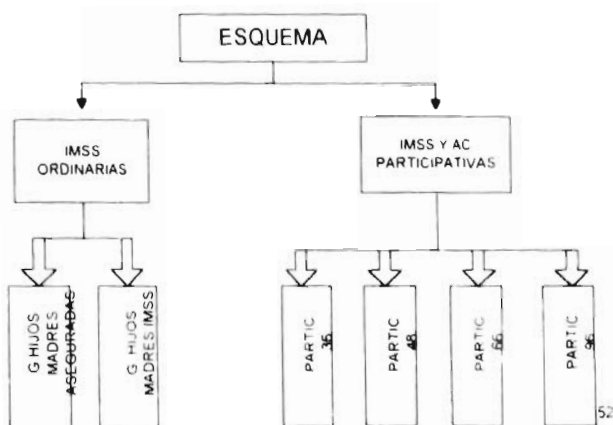 ESQUEMA
IMSS
ORDINARIAS
IMSS Y AC
PARTICIPATIVAS
G HIJOS
MADRES
ASEGURADAS
G HIJOS
MADRES IMSS
PARTIC
36
PARTIC
48
PARTIC
66
PARTIC
96
52